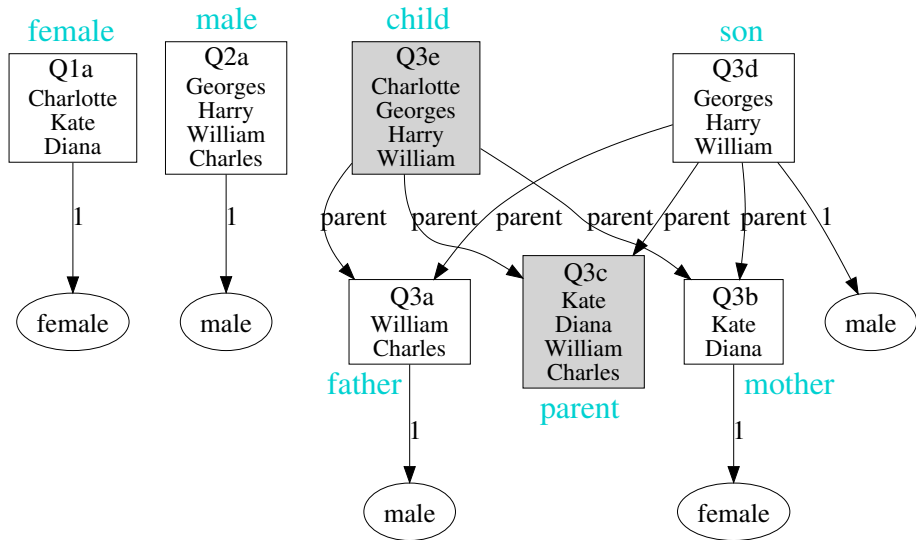 female
male
child
son
Q1a
Charlotte
Kate
Diana
Q2a
Georges
Harry
William
Charles
Q3e
Charlotte
Georges
Harry
William
Q3d
Georges
Harry
William
1
1
parent
parent
parent
parent
parent
parent
1
female
male
Q3a
William
Charles
Q3c
Kate
Diana
William
Charles
Q3b
Kate
Diana
male
father
parent
mother
1
1
male
female